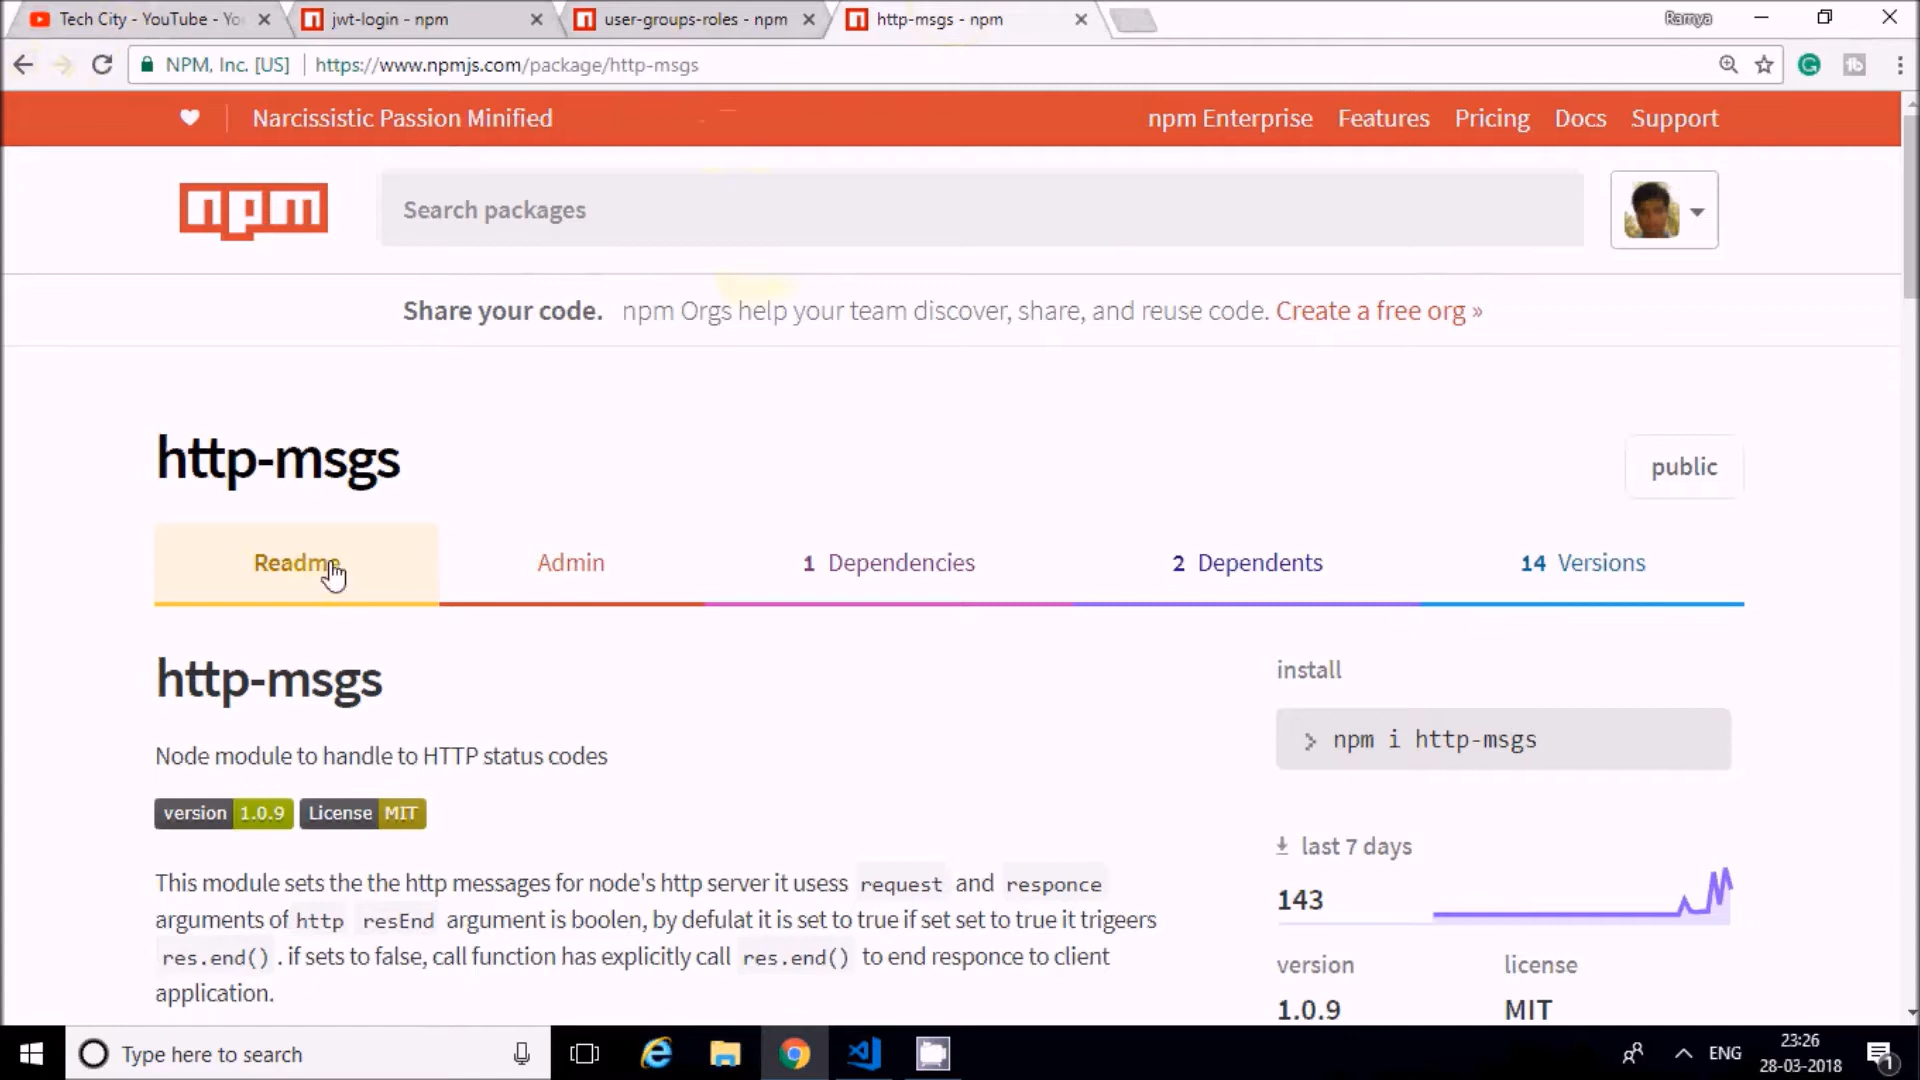 Tech City - YouTube - Yo
jwt-login - npm
user-groups-roles - npm
http-msgs - npm
Ramya
NPM, Inc. [US]
https://www.npmjs.com/package/http-msgs
Narcissistic Passion Minified
npm Enterprise
Features
Pricing
Docs
Support
npm
Search packages
Share your code. npm Orgs help your team discover, share, and reuse code. Create a free org »
http-msgs
public
Readme
Admin
1 Dependencies
2 Dependents
14 Versions
http-msgs
Node module to handle to HTTP status codes
version 1.0.9 License MIT
This module sets the the http messages for node's http server it usess request and responce
arguments of http resEnd argument is boolen, by defulat it is set to true if set set to true it trigeers
res.end() . if sets to false, call function has explicitly call res.end() to end responce to client
application.
install
> npm i http-msgs
last 7 days
143
version
license
1.0.9
MIT
Type here to search
ENG
23:26
28-03-2018
1